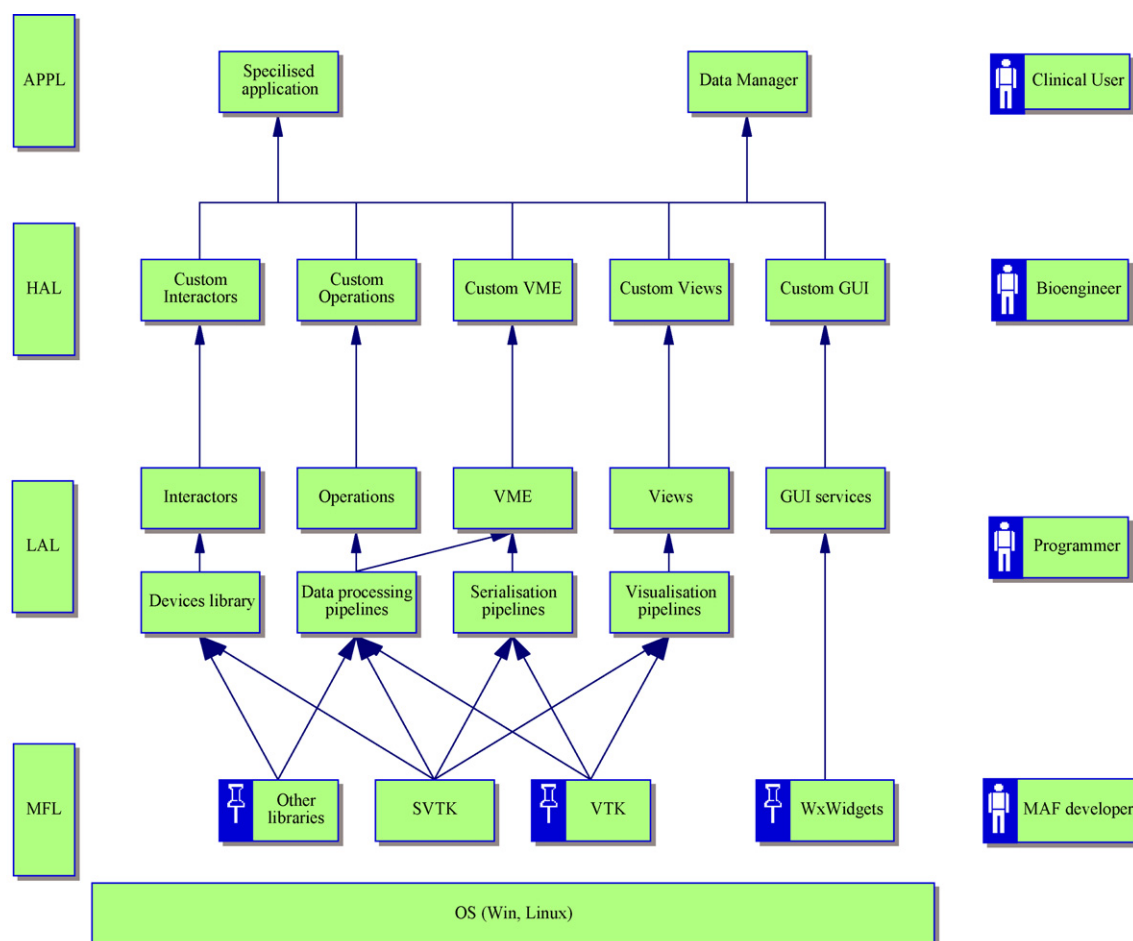 APPL
Specilised
application
Data Manager
Clinical User
HAL
Custom
Interactors
Custom
Operations
Custom VME
Custom Views
Custom GUI
Bioengineer
LAL
Interactors
Operations
VME
Views
GUI services
Programmer
Devices library
Data processing
pipelines
Serialisation
pipelines
Visualisation
pipelines
MFL
Other
libraries
SVTK
VTK
WxWidgets
MAF developer
OS (Win, Linux)